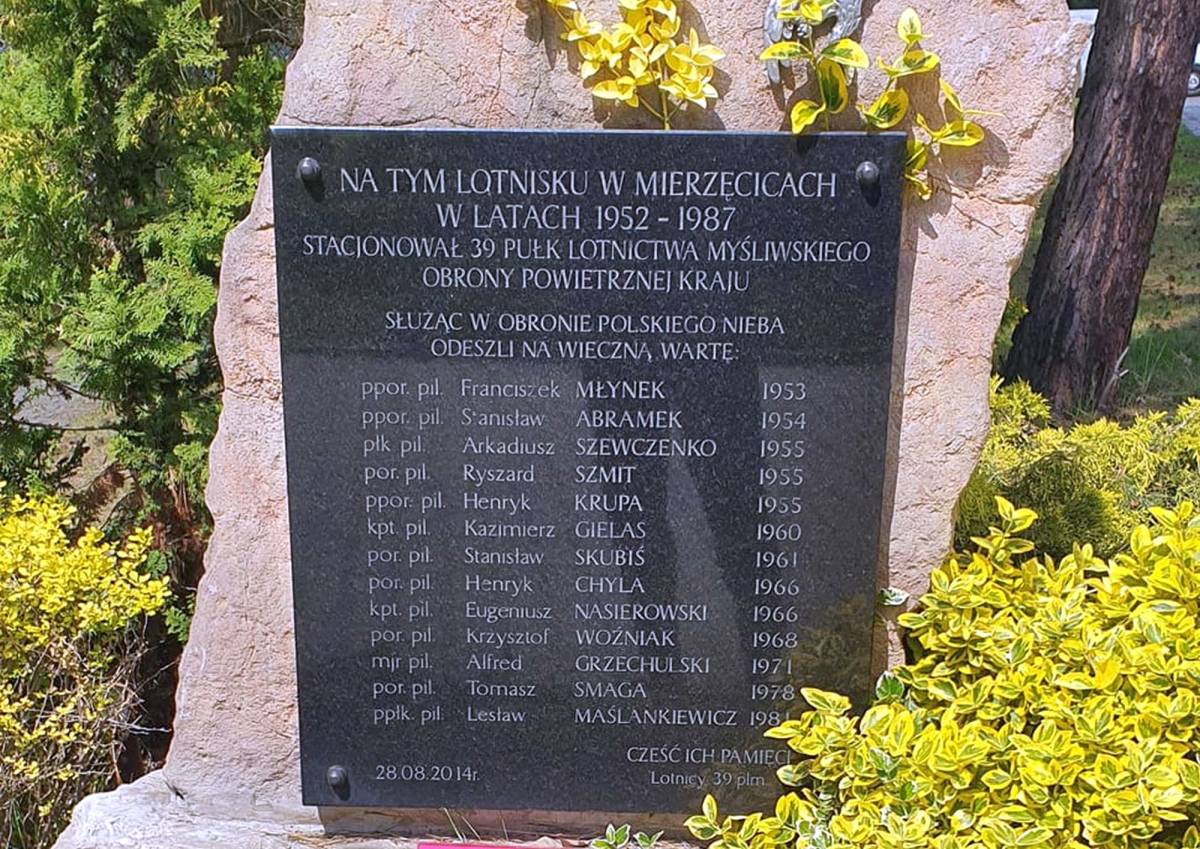 NA TYM LOTNISKU W MIERZĘCICACH
W LATACH 1952 - 1987
STACJONOWAŁ 39 PUŁK LOTNICTWA MYŚLIWSKIEGO
OBRONY POWIETRZNEJ KRAJU
SŁUŻĄC W OBRONIE POLSKIEGO NIEBA
ODESZLI NA WIECZNĄ WARTĘ:
ppor. pil. Franciszek MŁYNEK 1953
ppor. pil. Stanisław ABRAMEK 1954
płk pil. Arkadiusz SZEWCZENKO 1955
por. pil. Ryszard SZMIT 1955
ppor. pil. Henryk KRUPA 1955
kpt. pil. Kazimierz GIELAS 1960
por. pil. Stanisław SKUBIŚ 1961
por. pil. Henryk CHYLA 1966
kpt. pil. Eugeniusz NASIEROWSKI 1966
por. pil. Krzysztof WOŹNIAK 1968
mjr pil. Alfred GRZECHULSKI 1971
por. pil. Tomasz SMAGA 1978
ppłk. pil. Lesław MAŚLANKIEWICZ
CZEŚĆ ICH PAMIĘCI
28.08.2014r. Lotnicy 39 plm.